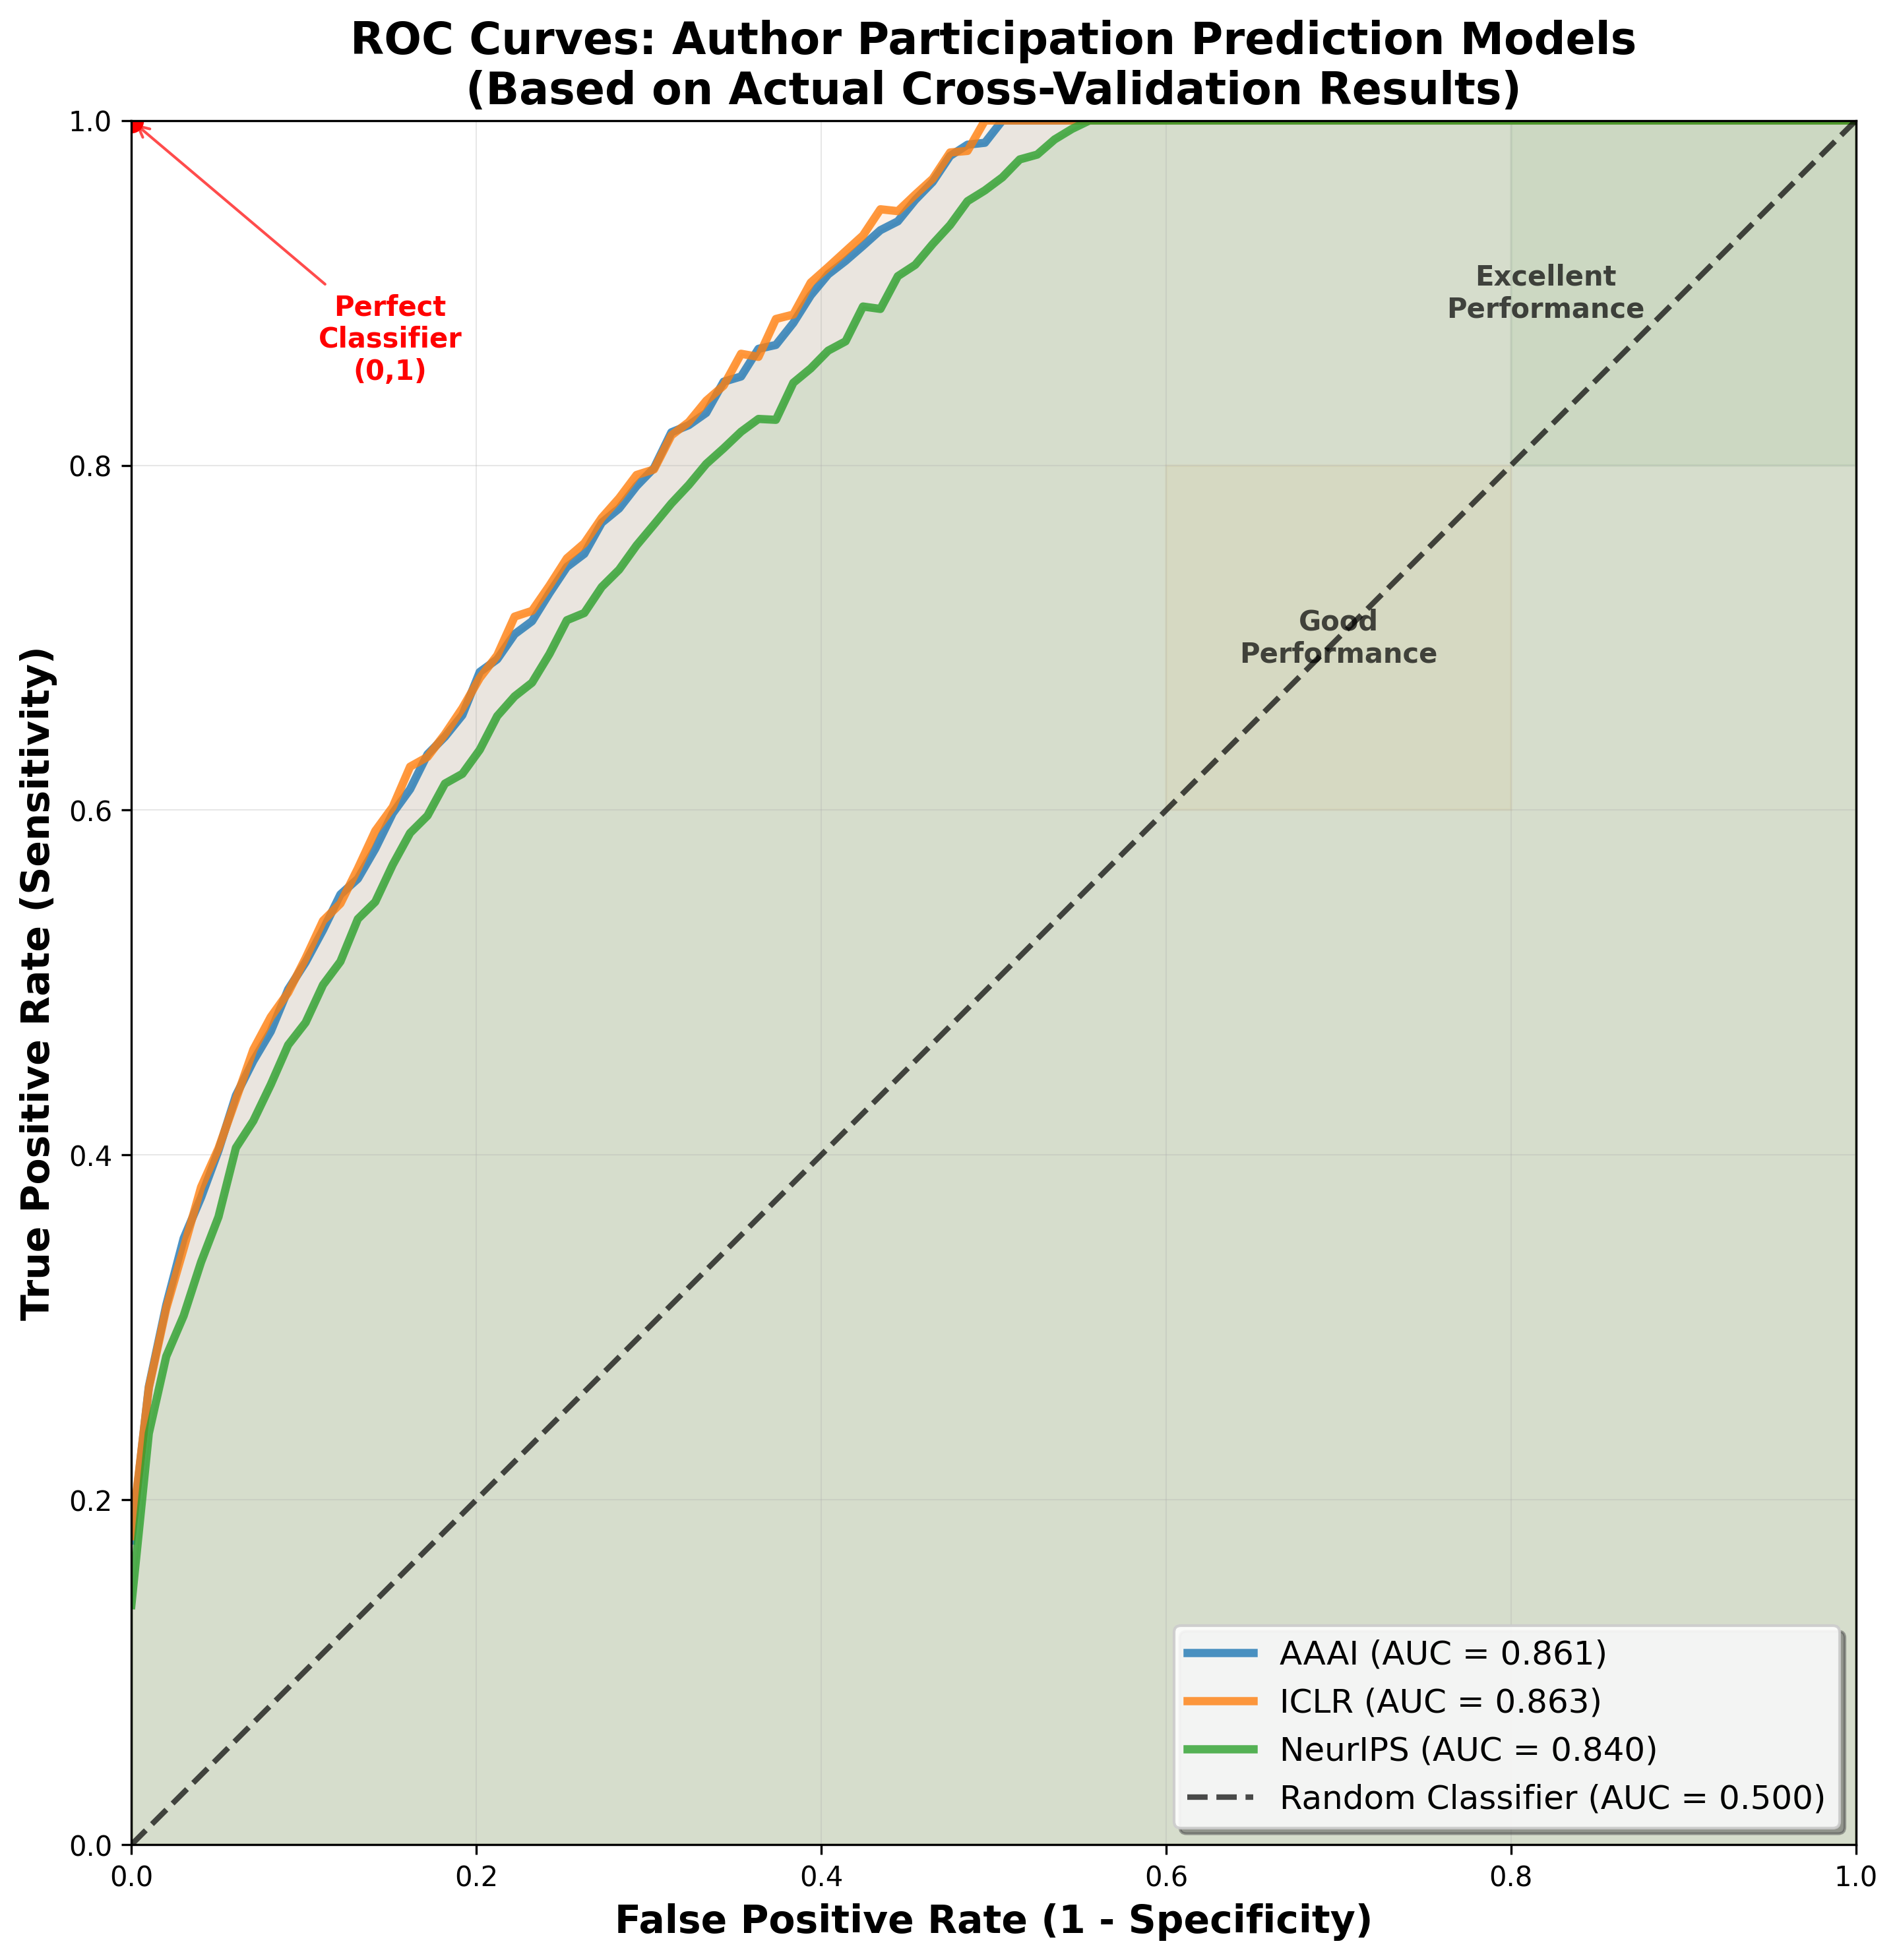 ROC Curves: Author Participation Prediction Models
(Based on Actual Cross-Validation Results)
True Positive Rate (Sensitivity)
1.0
0.8
0.6
0.4
0.2
0.0
Perfect
Classifier
(0,1)
Excellent
Performance
Good
Performance
AAAI (AUC = 0.861)
ICLR (AUC = 0.863)
NeurIPS (AUC = 0.840)
Random Classifier (AUC = 0.500)
0.0
0.2
0.4
0.6
0.8
1.0
False Positive Rate (1 - Specificity)